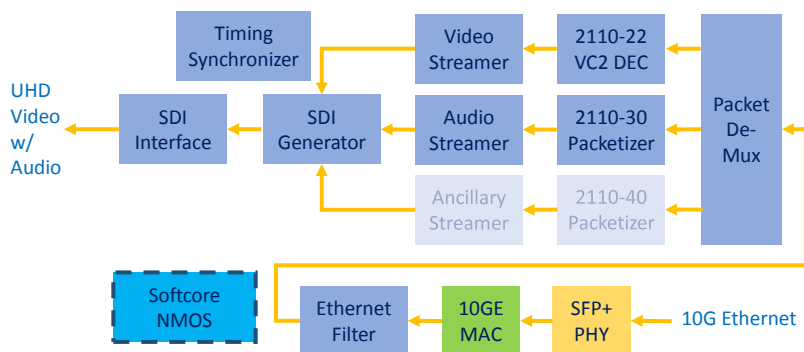 Timing
Synchronizer
Video
Streamer
2110-22
VC2 DEC
UHD
Video
w/
Audio
SDI
Interface
SDI
Generator
Audio
Streamer
2110-30
Packetizer
Packet
De-
Mux
Ancillary
Streamer
2110-40
Packetizer
Softcore
NMOS
Ethernet
Filter
10GE
MAC
SFP+
PHY
10G Ethernet